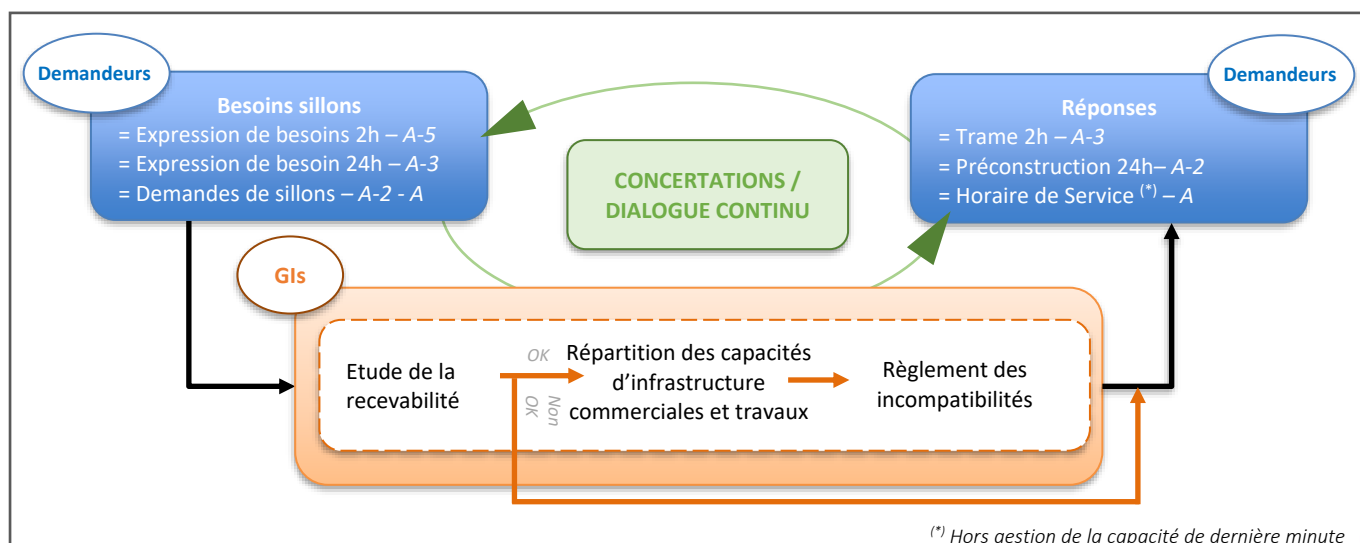 Demandeurs
Besoins sillons
= Expression de besoins 2h – A-5
= Expression de besoin 24h – A-3
= Demandes de sillons – A-2 - A
Demandeurs
Réponses
= Trame 2h – A-3
= Préconstruction 24h– A-2
= Horaire de Service (*) – A
CONCERTATIONS /
DIALOGUE CONTINU
GIs
Etude de la
recevabilité
OK
Non
OK
Répartition des capacités
d’infrastructure
commerciales et travaux
Règlement des
incompatibilités
(*) Hors gestion de la capacité de dernière minute